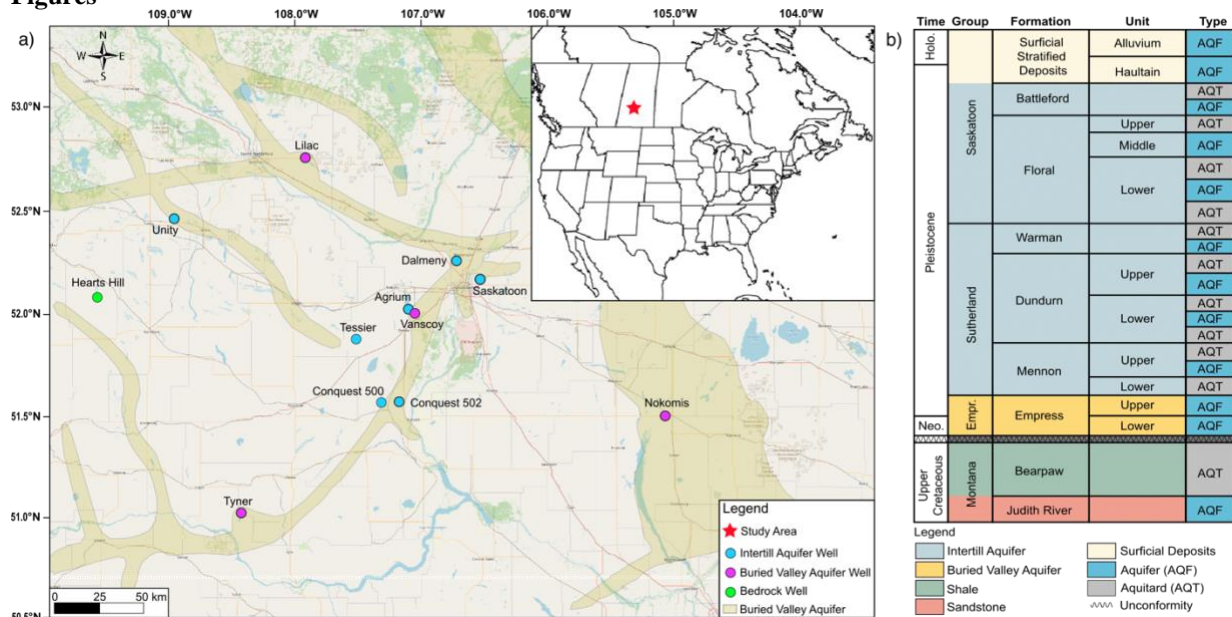 Figures
a)
109.0°W
108.0°W
107.0°W
106.0°W
105.0°W
104.0°W
N
W E
S
53.0°N
52.5°N
52.0°N
51.5°N
51.0°N
50.5°N
Lilac
Unity
Dalmeny
Saskatoon
Hearts Hill
Agrium
Vanscoy
Tessier
Conquest 500
Conquest 502
Nokomis
Tyner
0 25 50 km
Legend
Study Area
Intertill Aquifer Well
Buried Valley Aquifer Well
Bedrock Well
Buried Valley Aquifer
b)
Time Group Formation Unit Type
Holo.
Surficial Stratified Deposits
Alluvium AQF
Haultain AQF
Pleistocene
Saskatoon
Battleford AQT
AQF
Floral
Upper AQT
Middle AQF
Lower AQT
AQF
AQT
Sutherland
Warman AQT
AQF
Dundurn
Upper AQT
AQF
Lower AQT
AQF
AQT
Mennon
Upper AQT
AQF
Lower AQT
Neo.
Empr.
Empress
Upper AQF
Lower AQF
Upper Cretaceous
Montana
Bearpaw AQT
Judith River AQF
Legend
Intertill Aquifer
Buried Valley Aquifer
Shale
Sandstone
Surficial Deposits
Aquifer (AQF)
Aquitard (AQT)
Unconformity